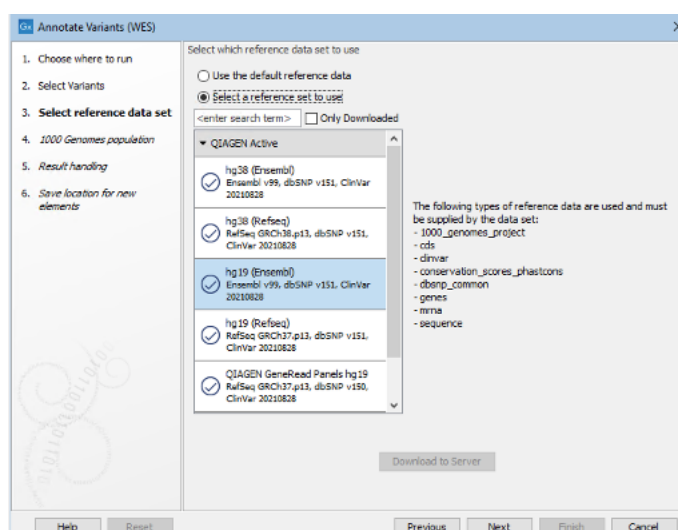 Gx Annotate Variants (WES)
1. Choose where to run
2. Select Variants
3. Select reference data set
4. 1000 Genomes population
5. Result handling
6. Save location for new
elements
Select which reference data set to use
Use the default reference data
Select a reference set to use
<enter search term> Only Downloaded
QIAGEN Active
hg38 (Ensembl)
Ensembl v99, dbSNP v151, ClinVar
20210828
hg38 (Refseq)
RefSeq GRCh38.p13, dbSNP v151,
ClinVar 20210828
hg19 (Ensembl)
Ensembl v99, dbSNP v151, ClinVar
20210828
hg19 (Refseq)
RefSeq GRCh37.p13, dbSNP v151,
ClinVar 20210828
QIAGEN GeneRead Panels hg19
RefSeq GRCh37.p13, dbSNP v150,
ClinVar 20210828
The following types of reference data are used and must
be supplied by the data set:
- 1000_genomes_project
- cds
- clinvar
- conservation_scores_phastcons
- dbsnp_common
- genes
- mrna
- sequence
Download to Server
Help Reset Previous Next Finish Cancel